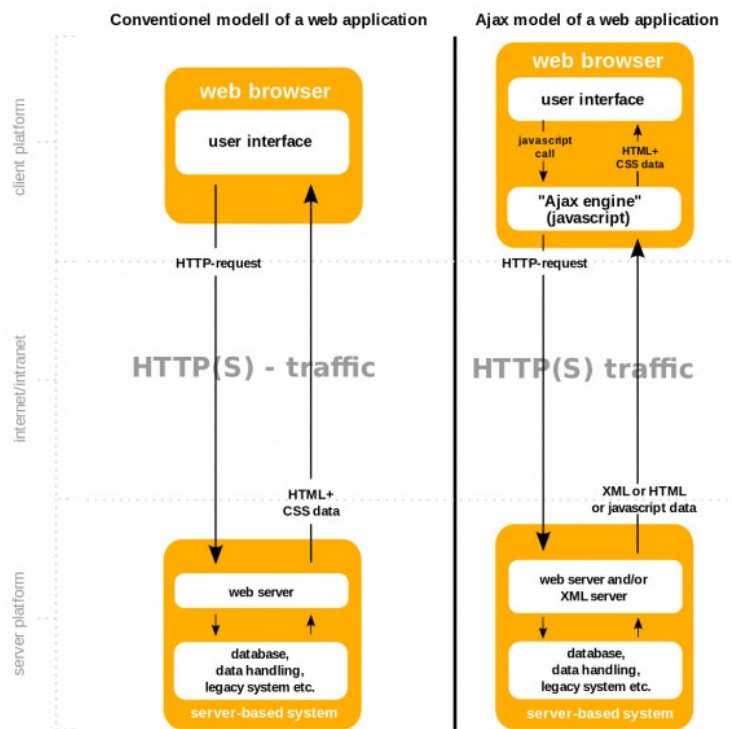 Conventionel modell of a web application
Ajax model of a web application
client platform
internet/intranet
server platform
web browser
user interface
HTTP-request
HTTP(S) - traffic
HTML+
CSS data
web server
database,
data handling,
legacy system etc.
server-based system
web browser
user interface
javascript
call
HTML+
CSS data
"Ajax engine"
(javascript)
HTTP-request
HTTP(S) traffic
XML or HTML
or javascript data
web server and/or
XML server
database,
data handling,
legacy system etc.
server-based system